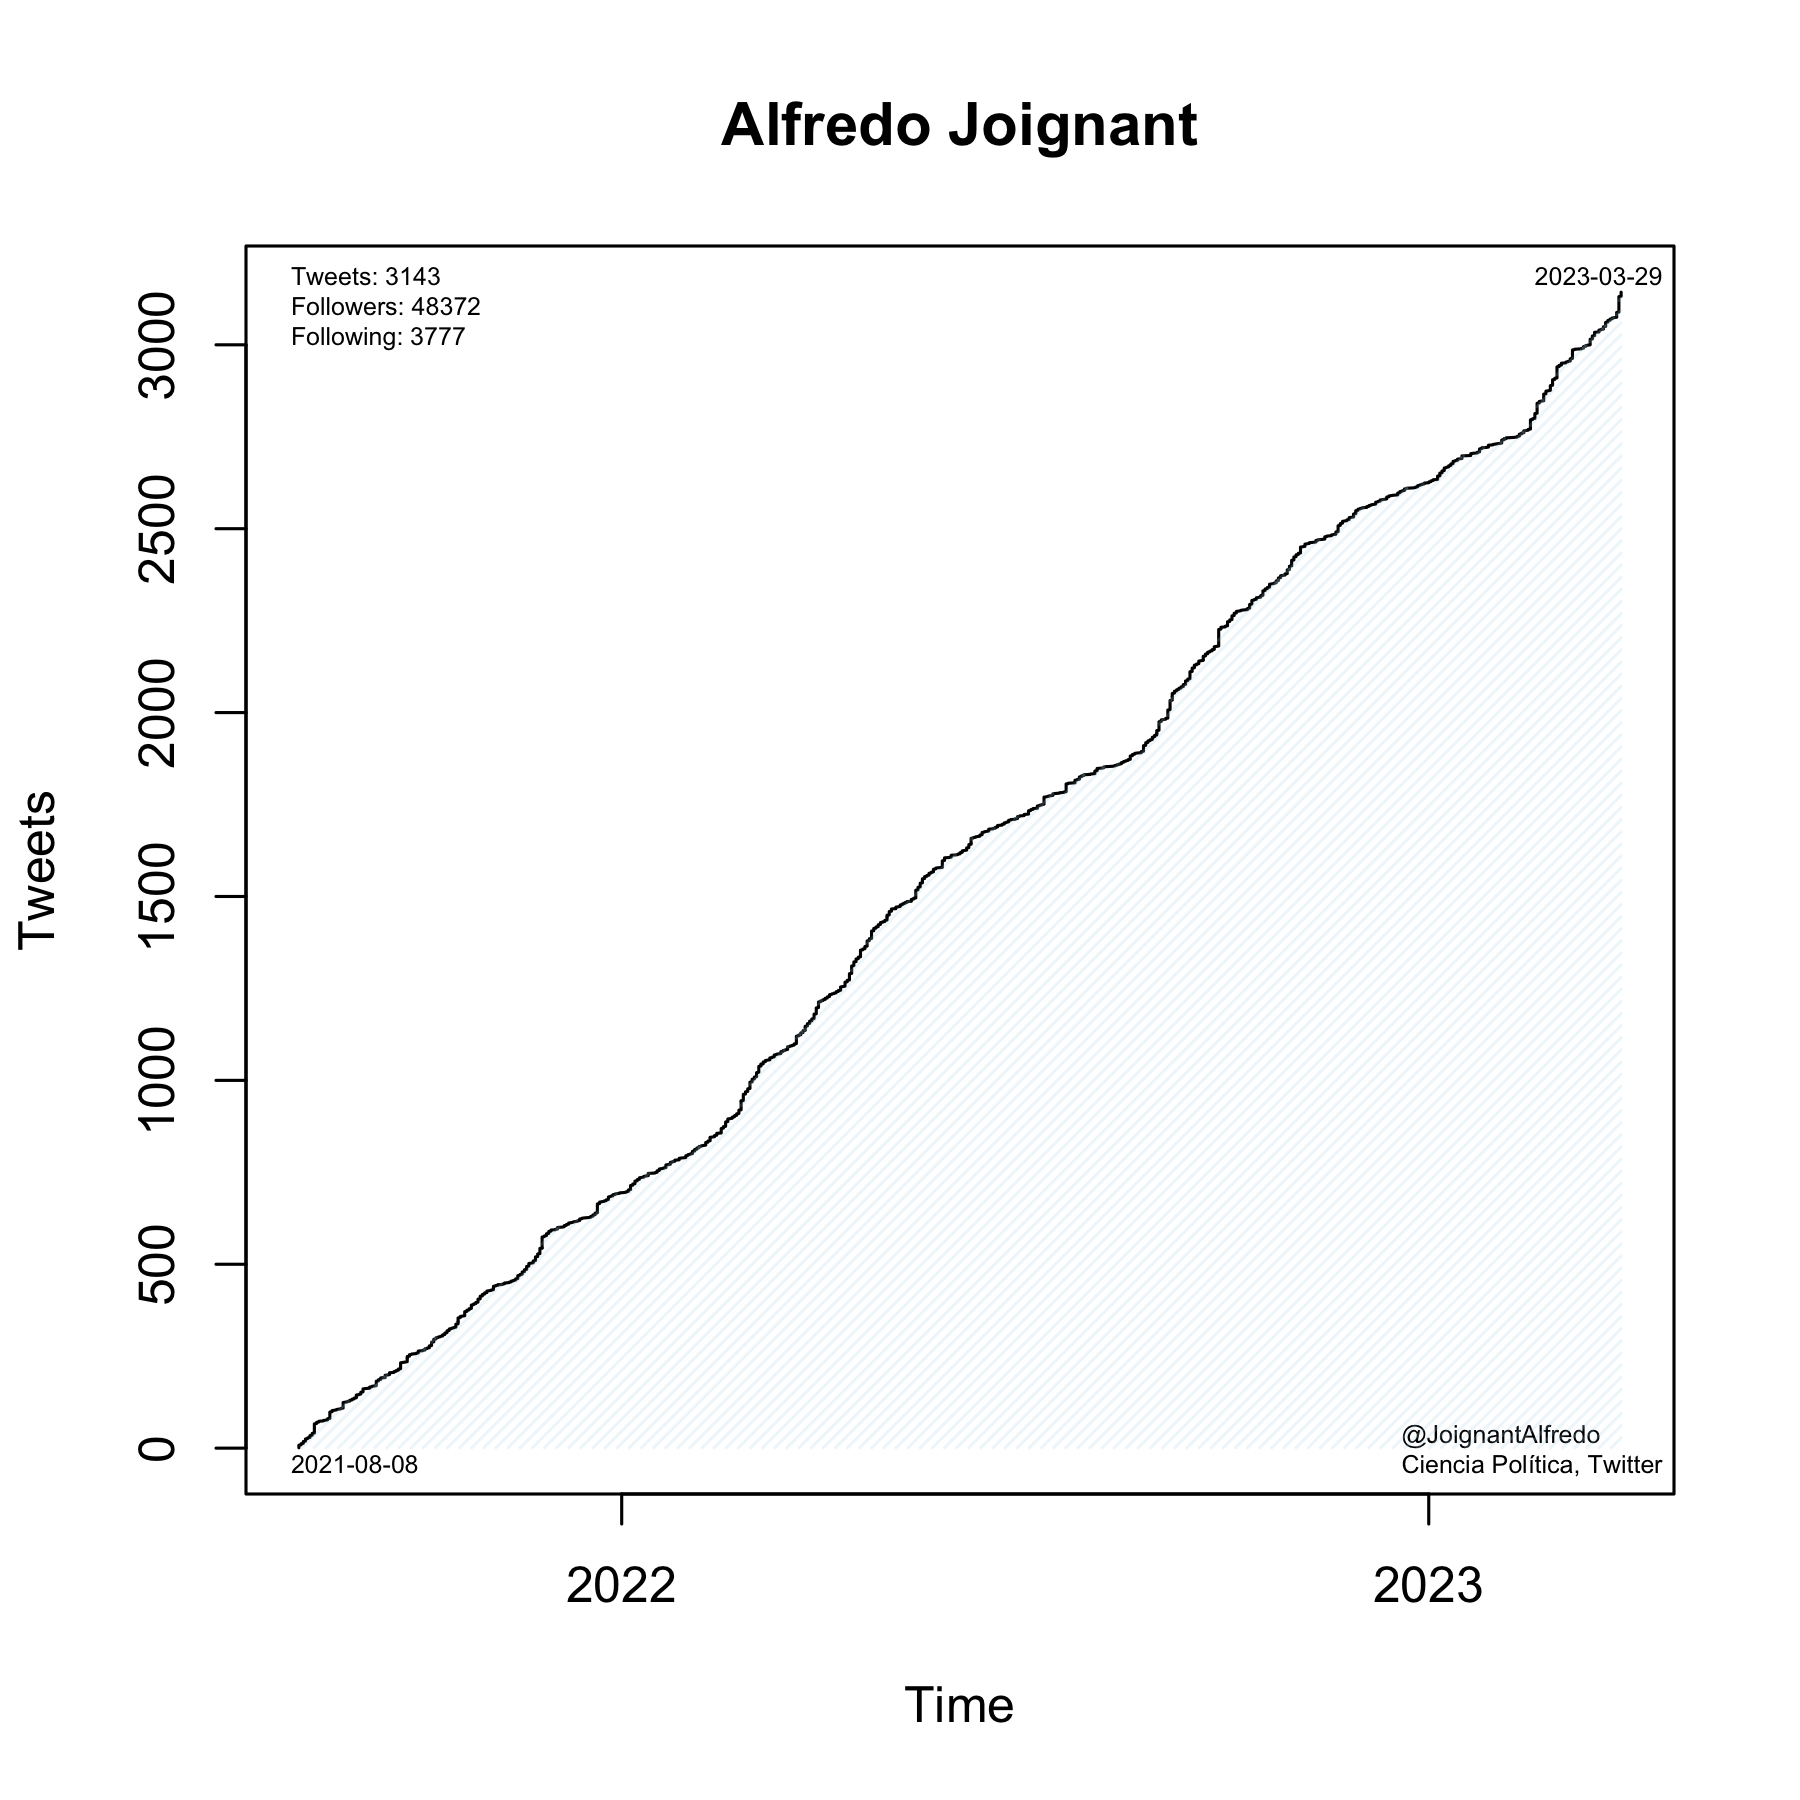 Alfredo Joignant
Tweets: 3143
Followers: 48372
Following: 3777
2023-03-29
3000
2500
2000
1500
1000
500
0
Tweets
2021-08-08
@JoignantAlfredo
Ciencia Política, Twitter
2022
2023
Time